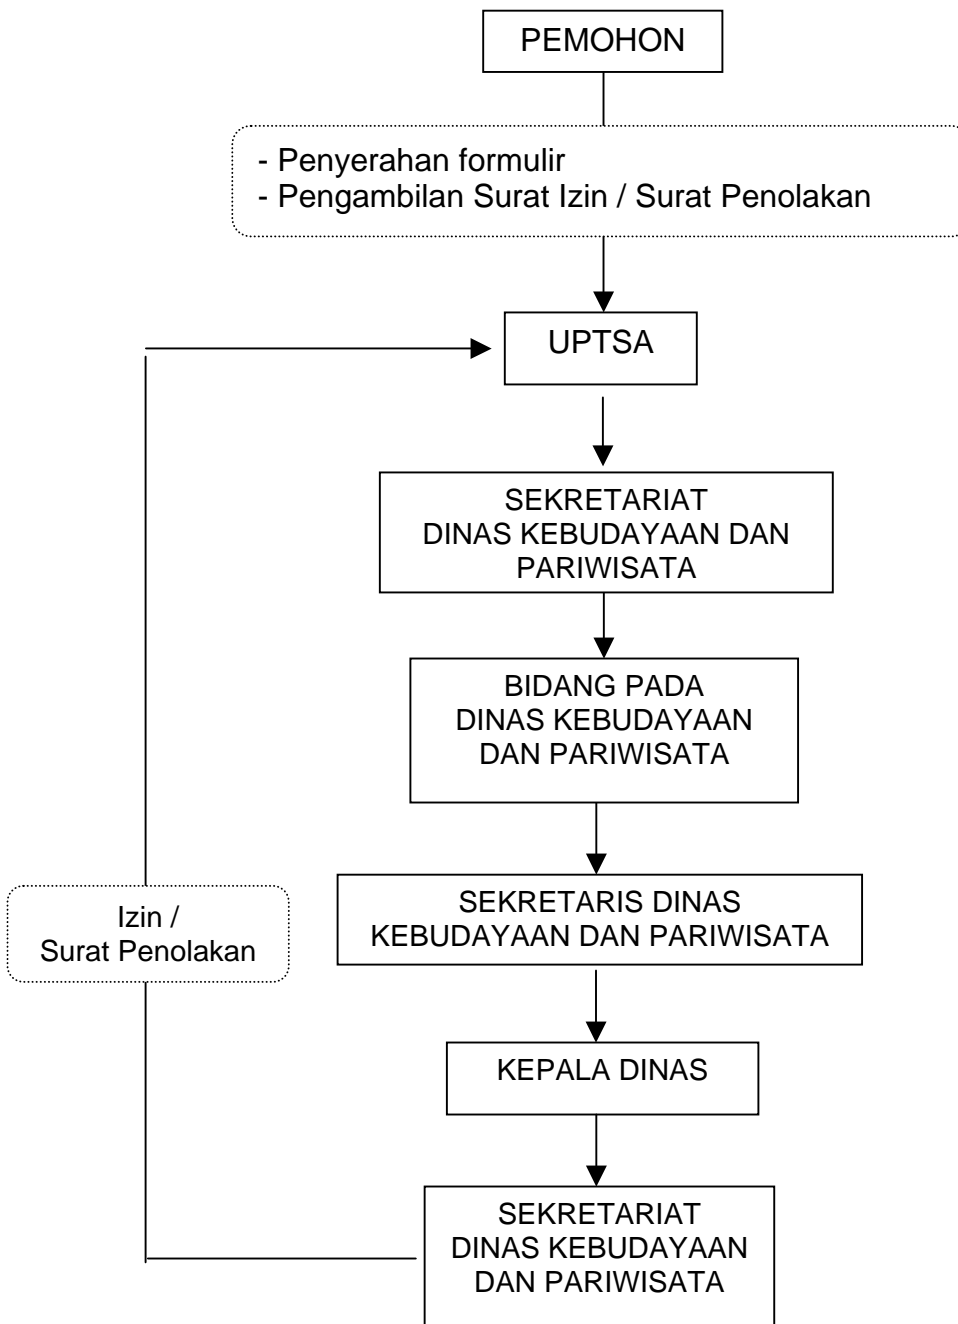 PEMOHON
- Penyerahan formulir
- Pengambilan Surat Izin / Surat Penolakan
UPTSA
SEKRETARIAT
DINAS KEBUDAYAAN DAN
PARIWISATA
BIDANG PADA
DINAS KEBUDAYAAN
DAN PARIWISATA
SEKRETARIS DINAS
KEBUDAYAAN DAN PARIWISATA
Izin /
Surat Penolakan
KEPALA DINAS
SEKRETARIAT
DINAS KEBUDAYAAN
DAN PARIWISATA